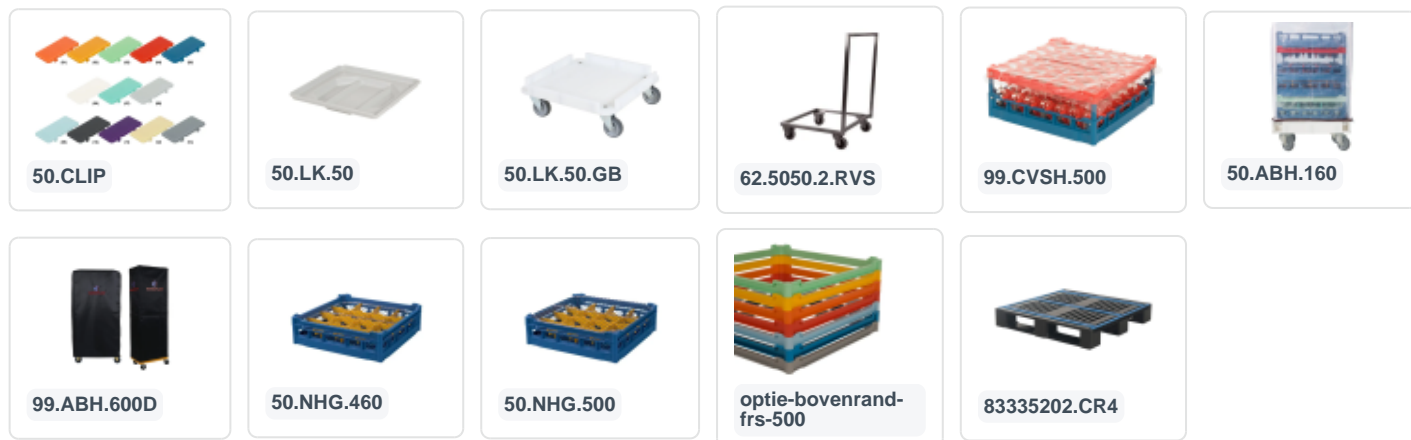 50.CLIP
50.LK.50
50.LK.50.GB
62.5050.2.RVS
99.CVSH.500
50.ABH.160
99.ABH.600D
50.NHG.460
50.NHG.500
optie-bovenrand-
frs-500
83335202.CR4